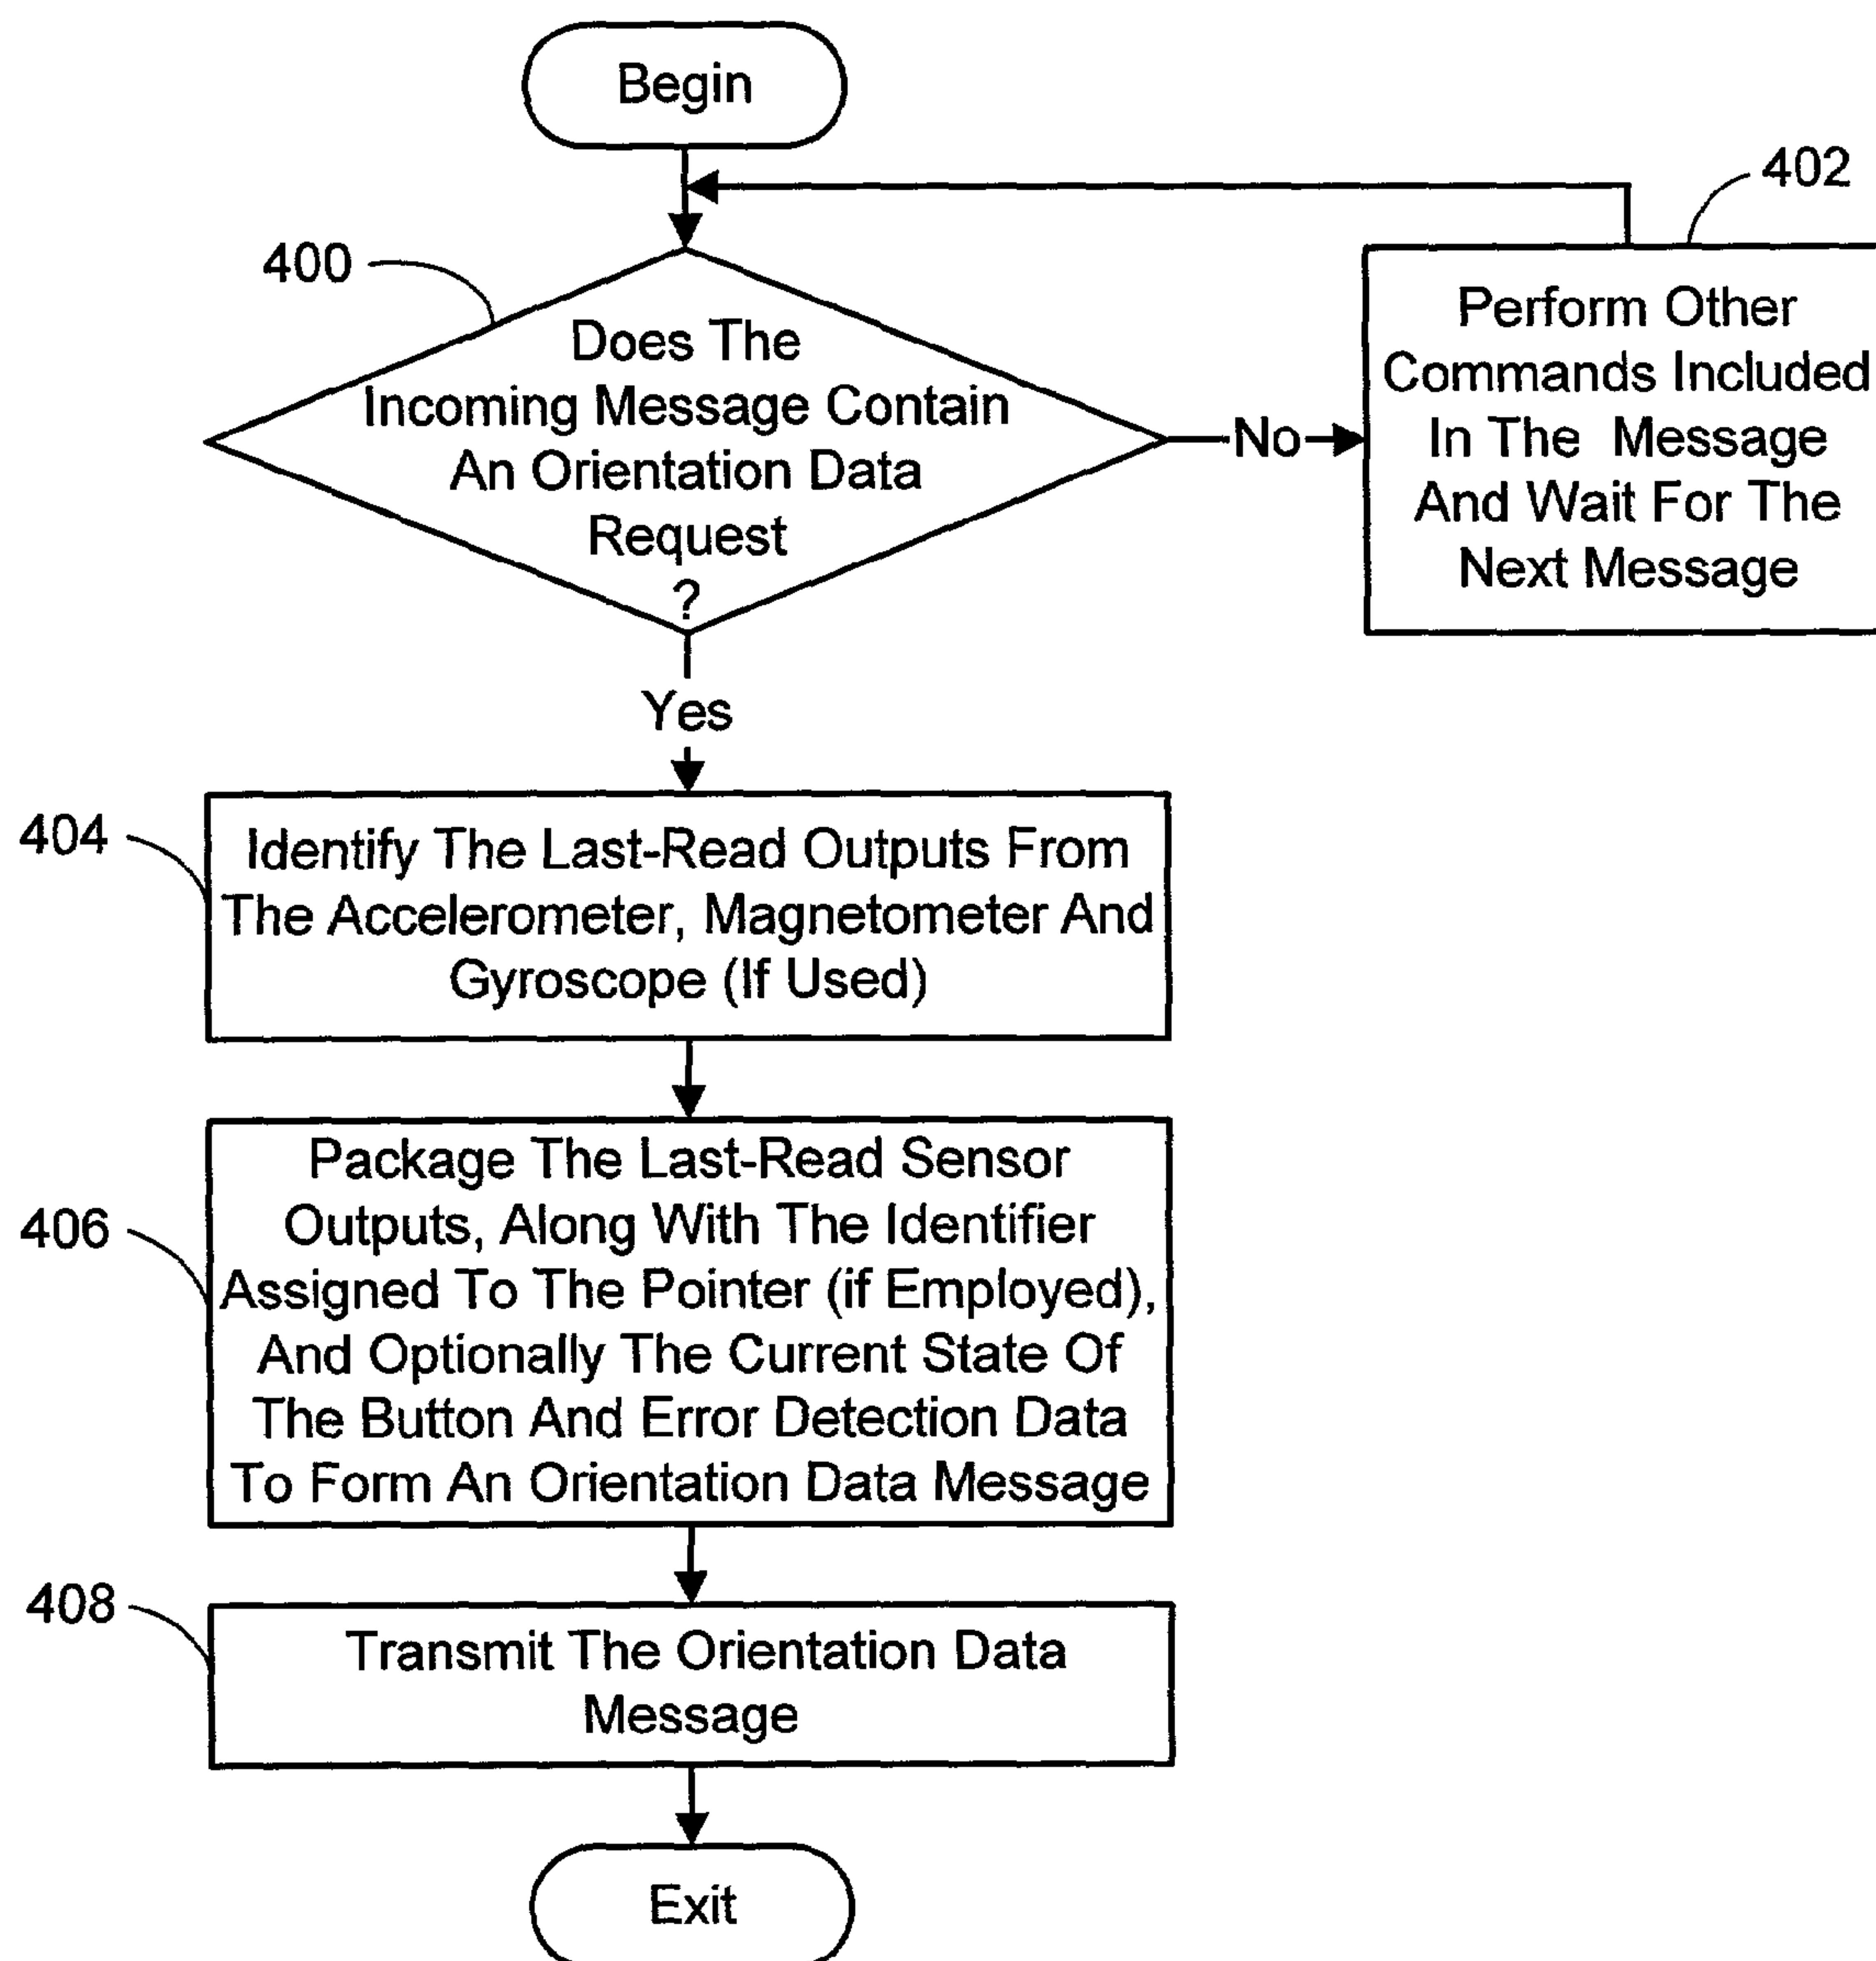 Begin
402
400
Does The
Incoming Message Contain
An Orientation Data
Request
?
No
Perform Other
Commands Included
In The Message
And Wait For The
Next Message
Yes
404
Identify The Last-Read Outputs From
The Accelerometer, Magnetometer And
Gyroscope (If Used)
406
Package The Last-Read Sensor
Outputs, Along With The Identifier
Assigned To The Pointer (if Employed),
And Optionally The Current State Of
The Button And Error Detection Data
To Form An Orientation Data Message
408
Transmit The Orientation Data
Message
Exit